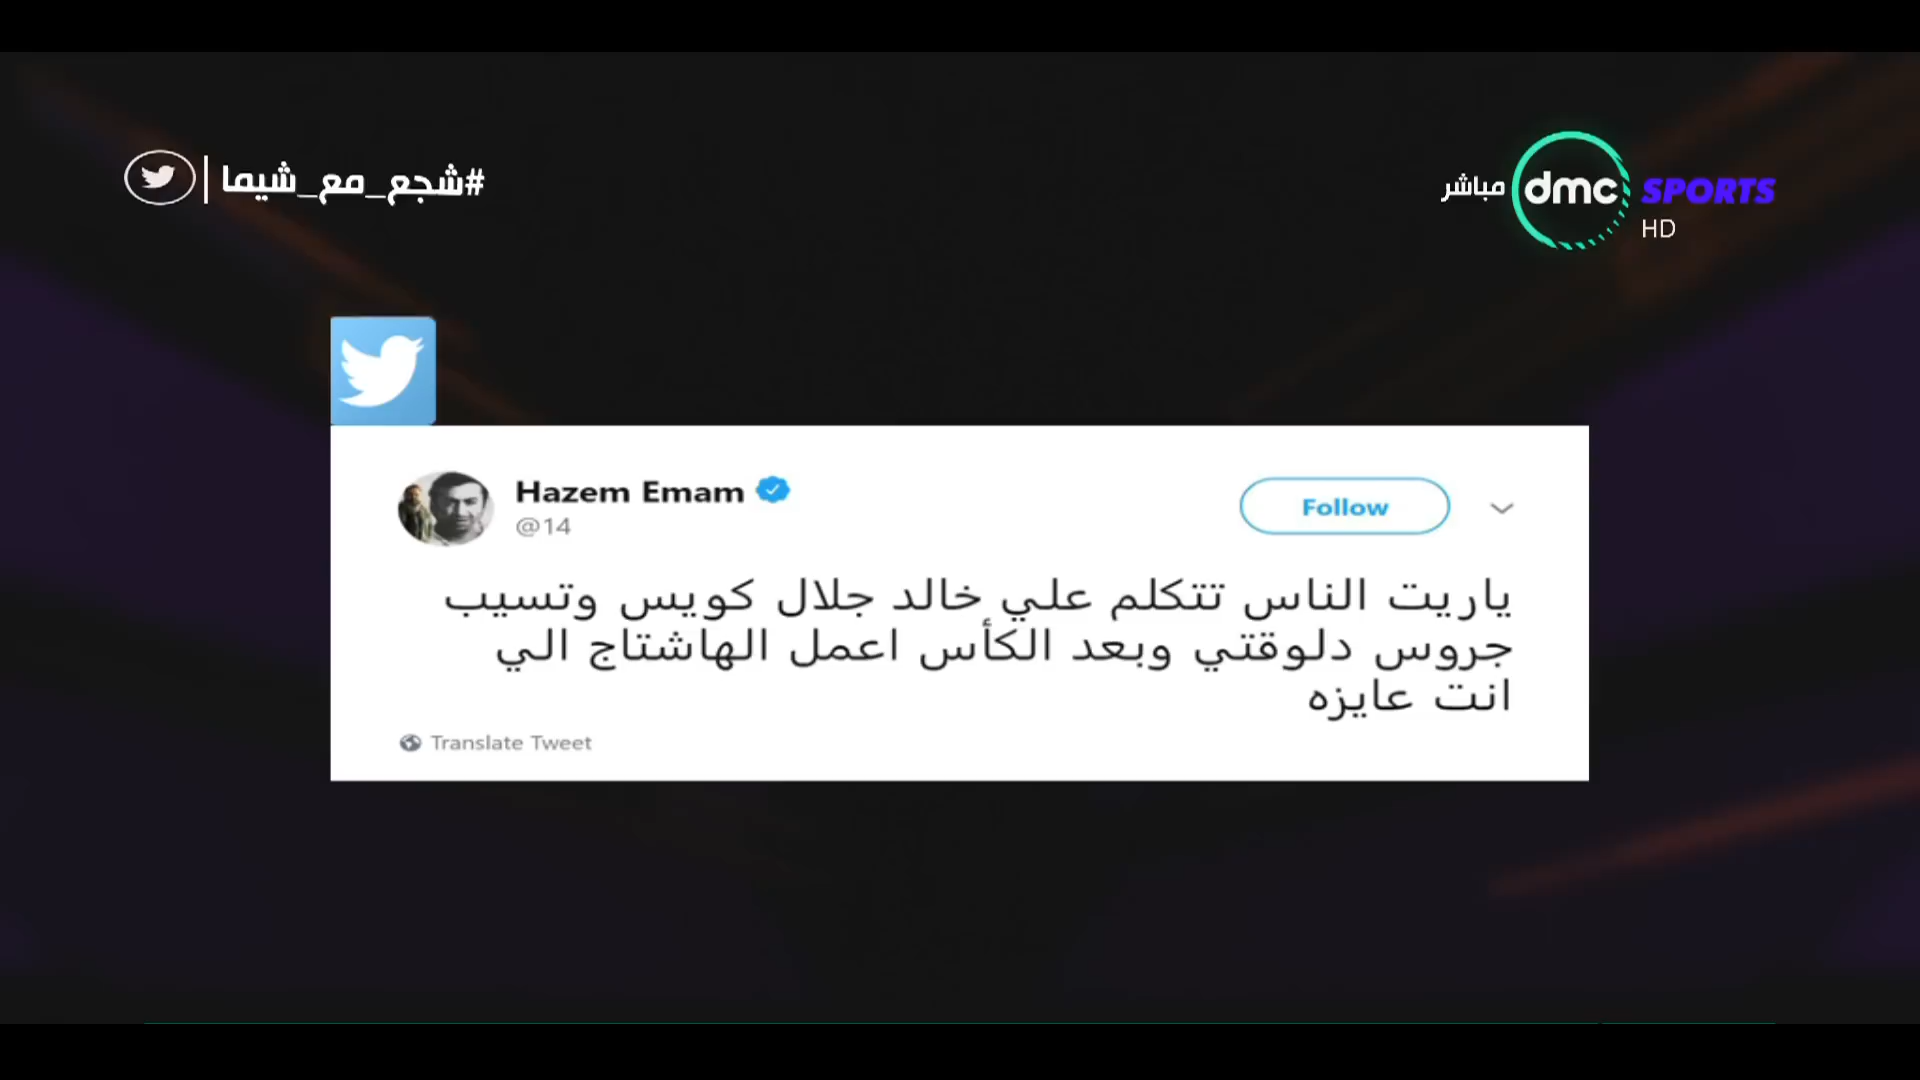 #شجع_مع_شيما
مباشر dmc SPORTS
HD
Hazem Emam
@14
Follow
ياريت الناس تتكلم علي خالد جلال كويس وتسيب
جروس دلوقتي وبعد الكأس اعمل الهاشتاج الي
انت عايزه
Translate Tweet